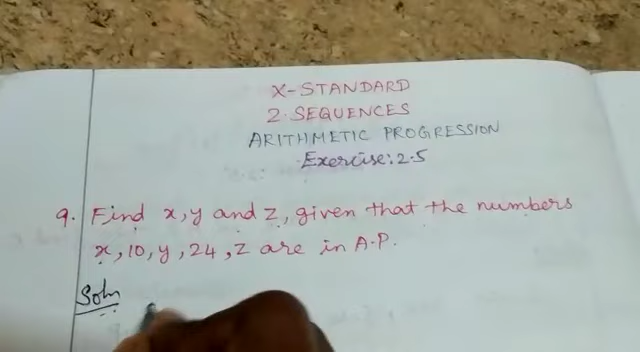 X-STANDARD
2. SEQUENCES
ARITHMETIC PROGRESSION
Exercise: 2.5
9. Find x, y and z, given that the numbers
x, 10, y, 24, z are in A.P.
Soln